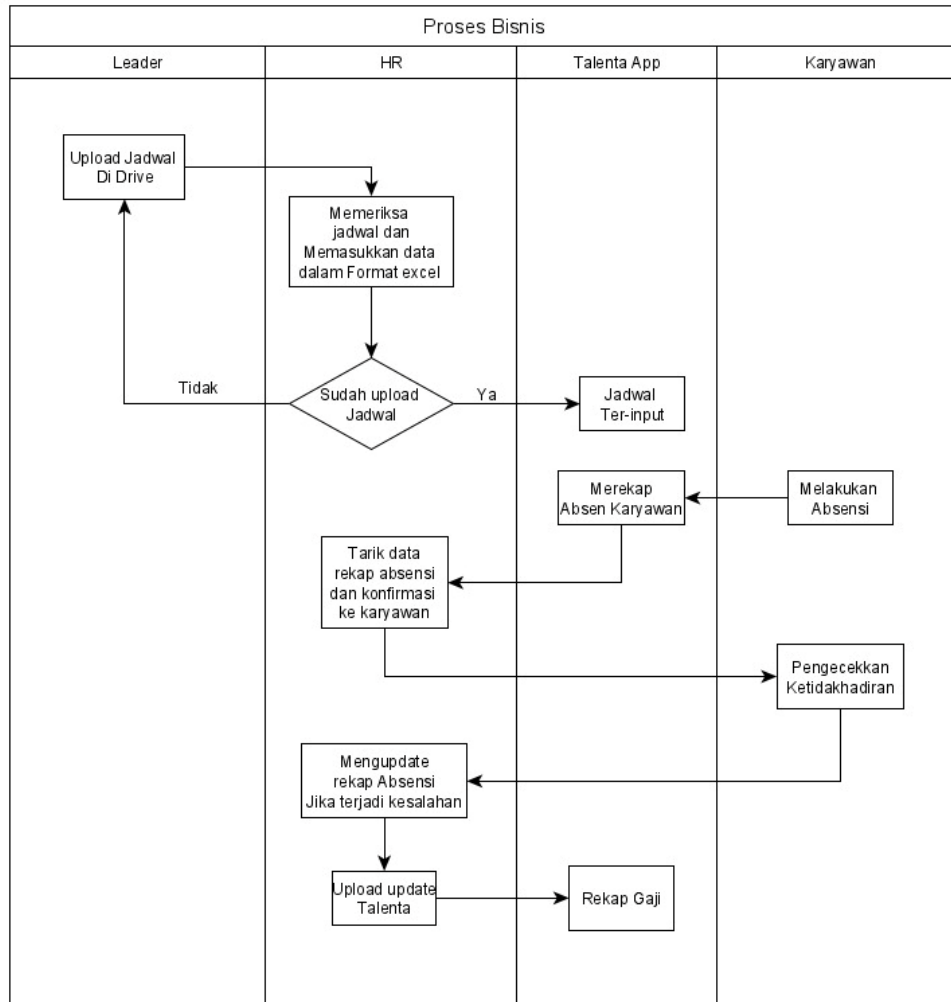 Proses Bisnis
Leader
HR
Talenta App
Karyawan
Upload Jadwal
Di Drive
Memeriksa
jadwal dan
Memasukkan data
dalam Format excel
Tidak
Sudah upload
Jadwal
Ya
Jadwal
Ter-input
Merekap
Absen Karyawan
Melakukan
Absensi
Tarik data
rekap absensi
dan konfirmasi
ke karyawan
Pengecekkan
Ketidakhadiran
Mengupdate
rekap Absensi
Jika terjadi kesalahan
Upload update
Talenta
Rekap Gaji